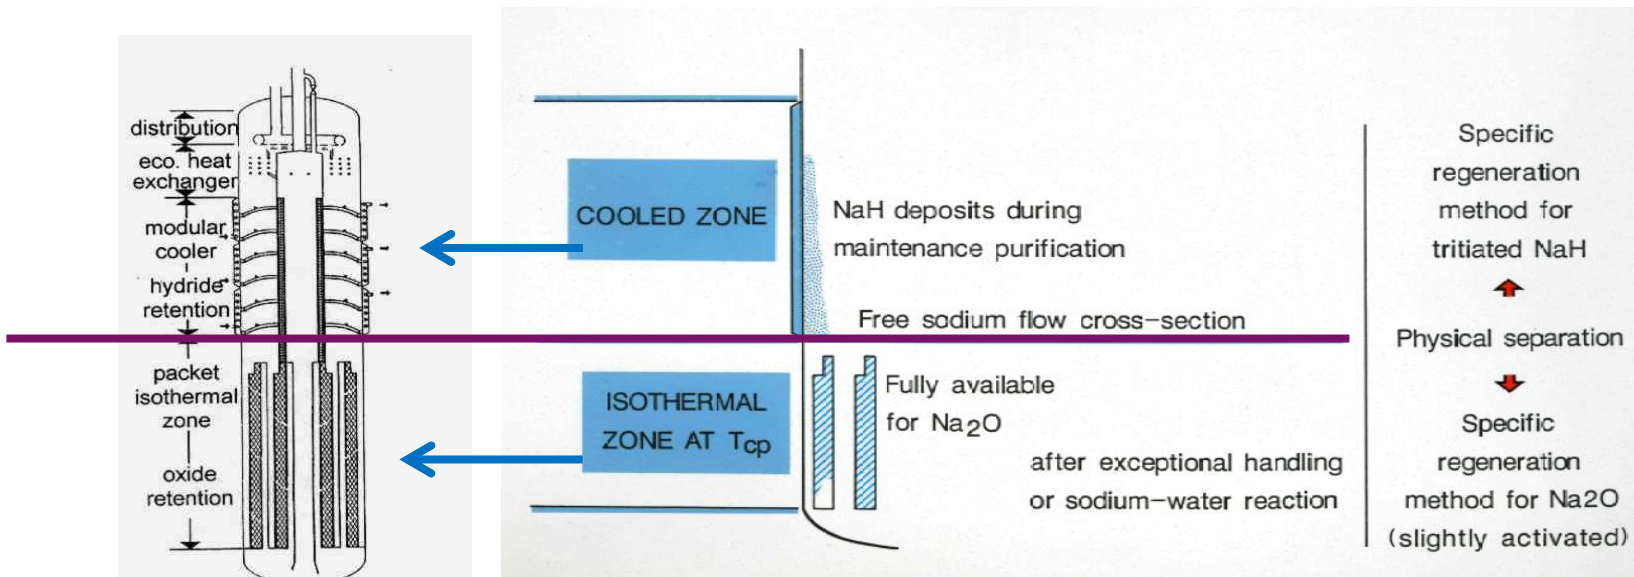 distribution
eco. heat
exchanger
modular
cooler
hydride
retention
packet
isothermal
zone
oxide
retention
COOLED ZONE
NaH deposits during
maintenance purification
Free sodium flow cross-section
ISOTHERMAL
ZONE AT Tcp
Fully available
for Na2O
after exceptional handling
or sodium-water reaction
Specific
regeneration
method for
tritiated NaH
Physical separation
Specific
regeneration
method for Na2O
(slightly activated)